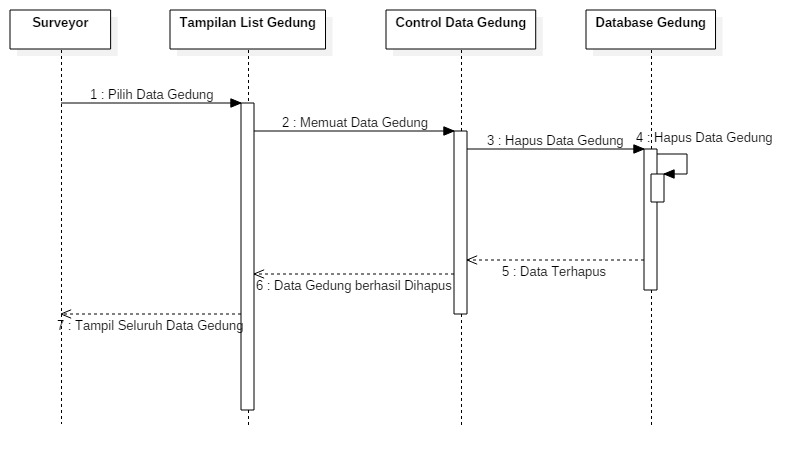 Surveyor
Tampilan List Gedung
Control Data Gedung
Database Gedung
1 : Pilih Data Gedung
2 : Memuat Data Gedung
3 : Hapus Data Gedung
4 : Hapus Data Gedung
5 : Data Terhapus
6 : Data Gedung berhasil Dihapus
7 : Tampil Seluruh Data Gedung